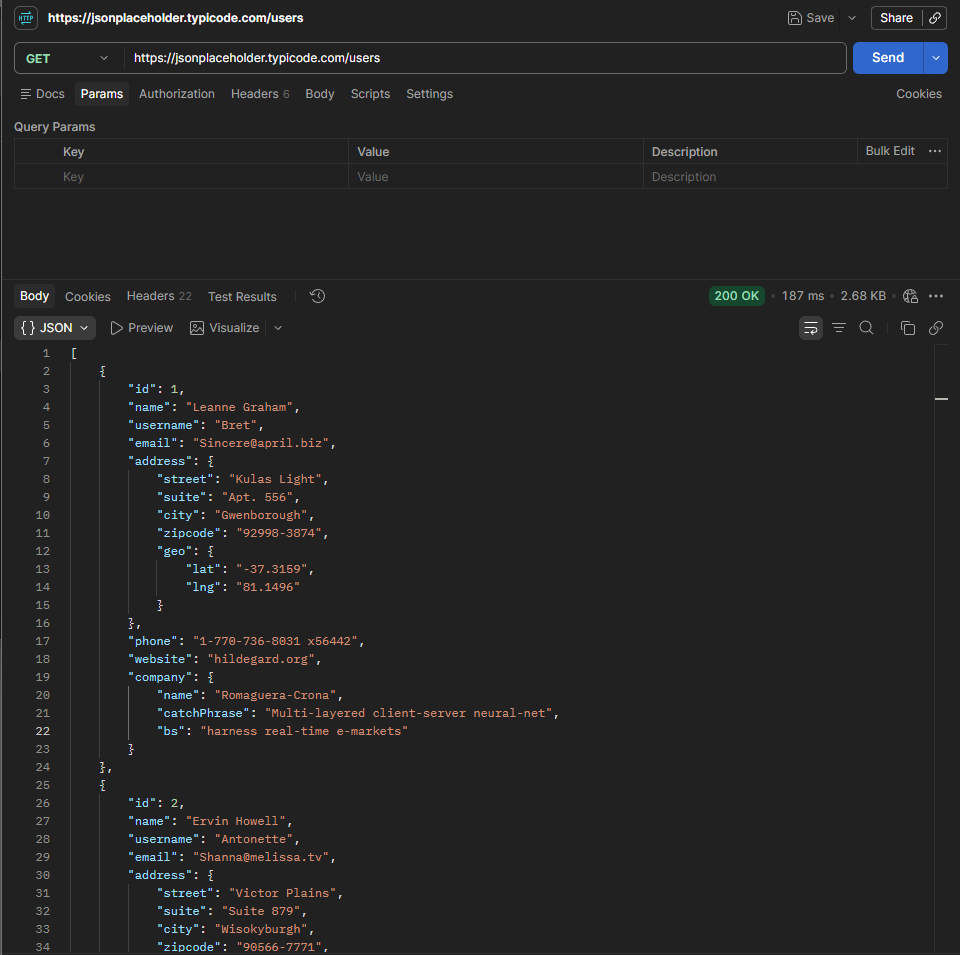 HTTP https://jsonplaceholder.typicode.com/users Save Share
GET https://jsonplaceholder.typicode.com/users Send
Docs Params Authorization Headers 6 Body Scripts Settings Cookies
Query Params
Key Value Description Bulk Edit
Key Value Description
Body Cookies Headers 22 Test Results 200 OK • 187 ms • 2.68 KB •
{} JSON Preview Visualize
1 [
2 {
3 "id": 1,
4 "name": "Leanne Graham",
5 "username": "Bret",
6 "email": "Sincere@april.biz",
7 "address": {
8 "street": "Kulas Light",
9 "suite": "Apt. 556",
10 "city": "Gwenborough",
11 "zipcode": "92998-3874",
12 "geo": {
13 "lat": "-37.3159",
14 "lng": "81.1496"
15 }
16 },
17 "phone": "1-770-736-8031 x56442",
18 "website": "hildegard.org",
19 "company": {
20 "name": "Romaguera-Crona",
21 "catchPhrase": "Multi-layered client-server neural-net",
22 "bs": "harness real-time e-markets"
23 }
24 },
25 {
26 "id": 2,
27 "name": "Ervin Howell",
28 "username": "Antonette",
29 "email": "Shanna@melissa.tv",
30 "address": {
31 "street": "Victor Plains",
32 "suite": "Suite 879",
33 "city": "Wisokyburgh",
34 "zipcode": "90566-7771",